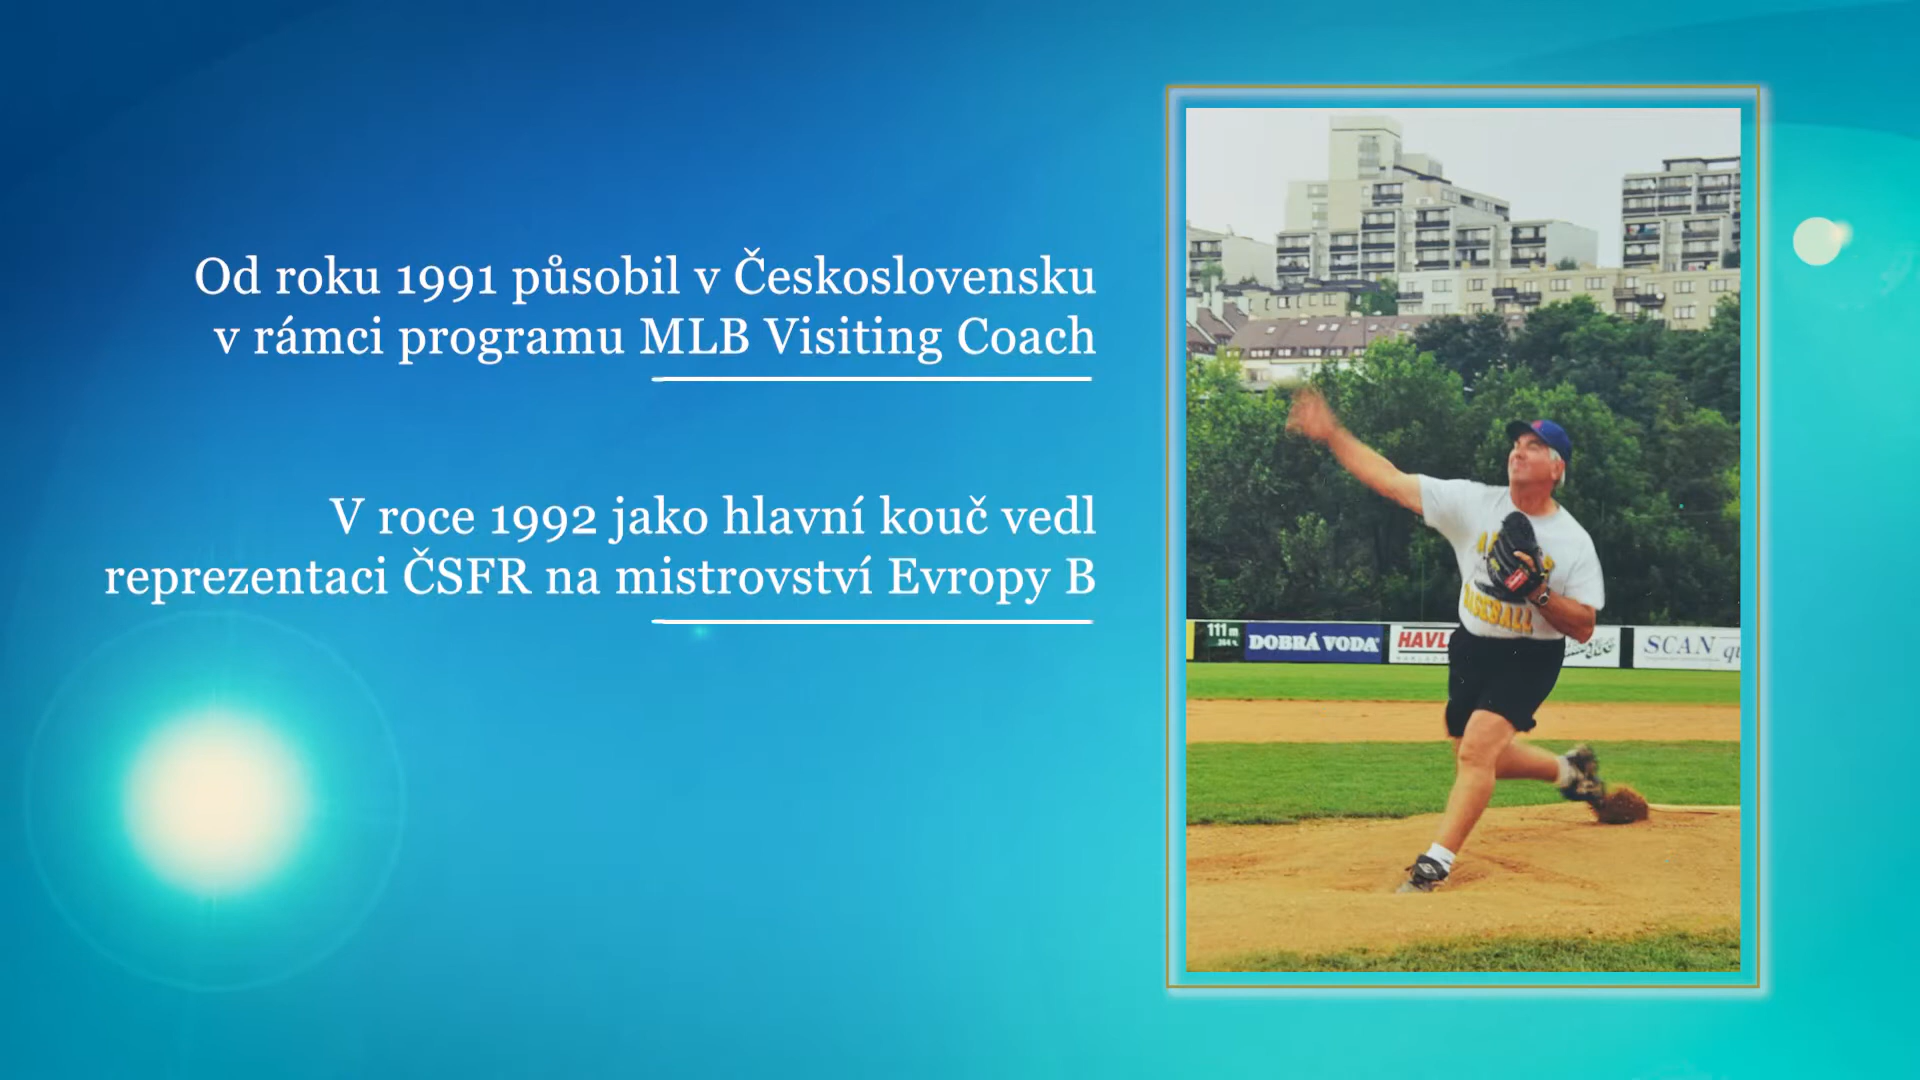 Od roku 1991 působil v Československu
v rámci programu MLB Visiting Coach
V roce 1992 jako hlavní kouč vedl
reprezentaci ČSFR na mistrovství Evropy B
111 m
DOBRÁ VODA
SCAN
BASEBALL